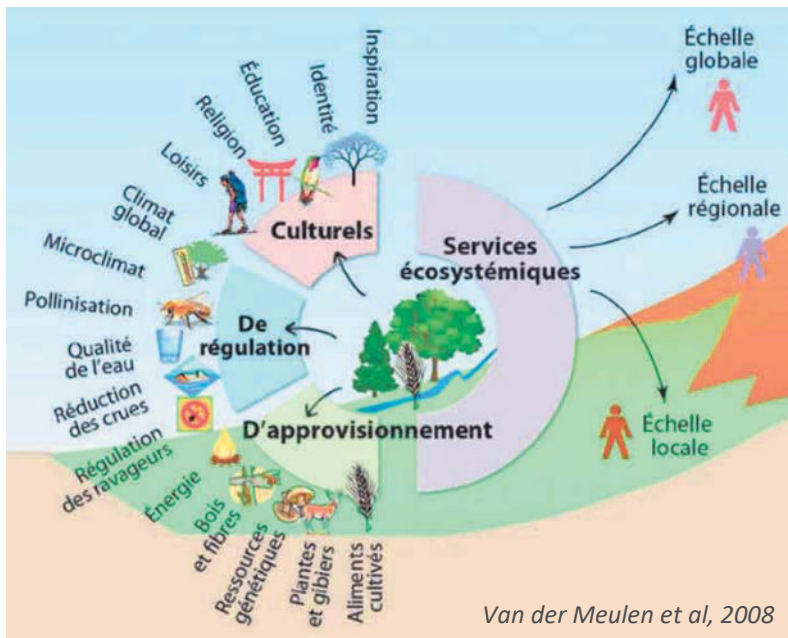 Inspiration
Identité
Éducation
Religion
Loisirs
Climat
global
Microclimat
Pollinisation
Qualité
de l'eau
Réduction
des crues
Régulation
des ravageurs
Énergie
Bois
et fibres
Ressources
génétiques
Plantes
et gibiers
Aliments
cultivés
Culturels
De
régulation
D'approvisionnement
Services
écosystémiques
Échelle
globale
Échelle
régionale
Échelle
locale
Van der Meulen et al, 2008